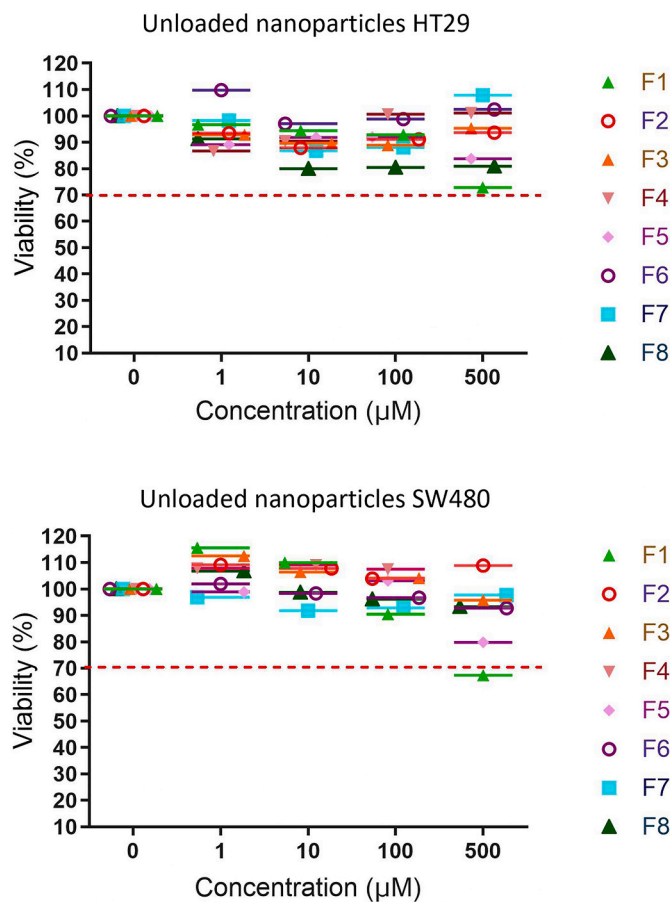 Unloaded nanoparticles HT29
120
110
100
90
80
70
60
50
40
30
20
10
Viability (%)
0 1 10 100 500
Concentration (µM)
F1
F2
F3
F4
F5
F6
F7
F8
Unloaded nanoparticles SW480
120
110
100
90
80
70
60
50
40
30
20
10
Viability (%)
0 1 10 100 500
Concentration (µM)
F1
F2
F3
F4
F5
F6
F7
F8